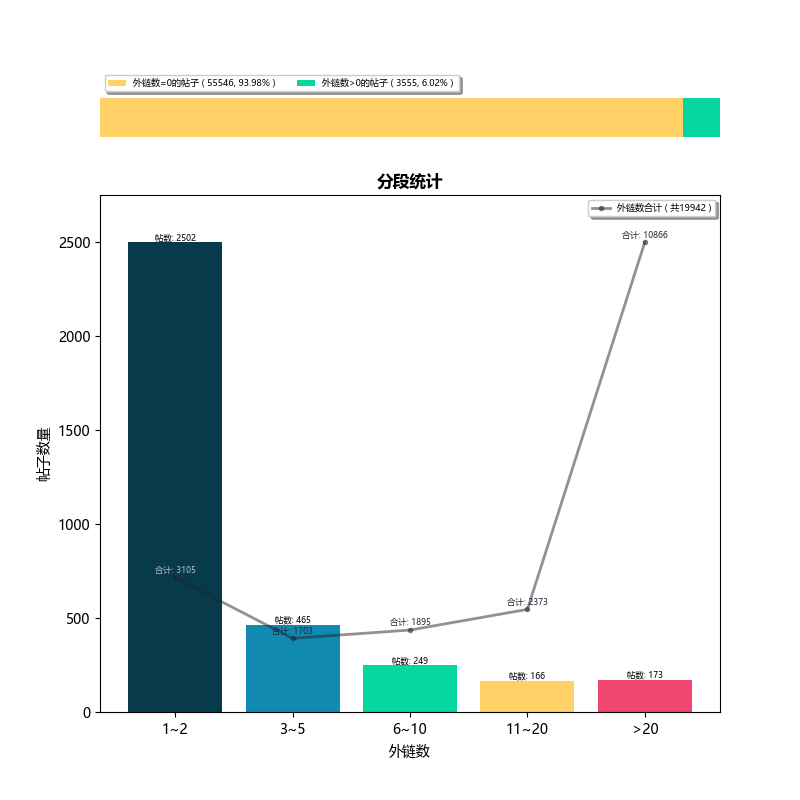 外链数=0的帖子 ( 55546, 93.98% ) 外链数>0的帖子 ( 3555, 6.02% )
分段统计
外链数合计 ( 共19942 )
合计: 10866
帖数: 2502
2500
2000
1500
帖子数量
1000
合计: 3105
合计: 2373
500
帖数: 465
合计: 1703
合计: 1895
帖数: 249
帖数: 166
帖数: 173
0
1~2 3~5 6~10 11~20 >20
外链数